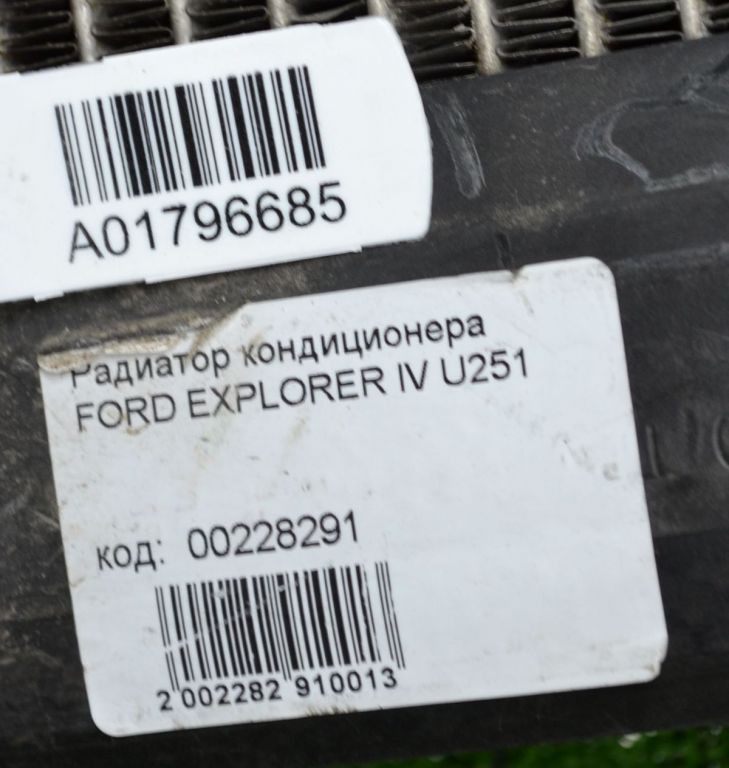 A01796685
Радиатор кондиционера
FORD EXPLORER IV U251
код: 00228291
2 002282 910013